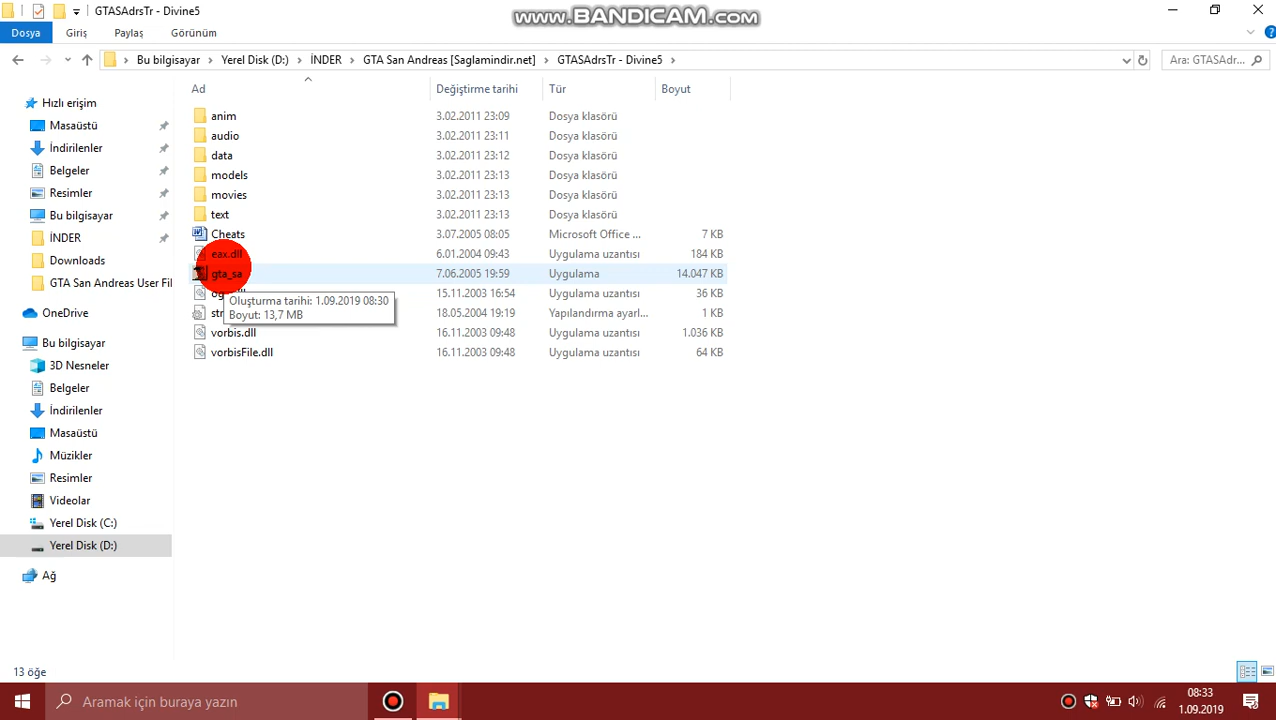 GTASAdrsTr - Divine5
www.BANDICAM.com
Dosya Giriş Paylaş Görünüm
Bu bilgisayar Yerel Disk (D:) İNDER GTA San Andreas [Saglamindir.net] GTASAdrsTr - Divine5 Ara: GTASAdr...
Ad Değiştirme tarihi Tür Boyut
Hızlı erişim
Masaüstü
İndirilenler
Belgeler
Resimler
Bu bilgisayar
İNDER
Downloads
GTA San Andreas User Fil
OneDrive
Bu bilgisayar
3D Nesneler
Belgeler
İndirilenler
Masaüstü
Müzikler
Resimler
Videolar
Yerel Disk (C:)
Yerel Disk (D:)
Ağ
anim 3.02.2011 23:09 Dosya klasörü
audio 3.02.2011 23:11 Dosya klasörü
data 3.02.2011 23:12 Dosya klasörü
models 3.02.2011 23:13 Dosya klasörü
movies 3.02.2011 23:13 Dosya klasörü
text 3.02.2011 23:13 Dosya klasörü
Cheats 3.07.2005 08:05 Microsoft Office ... 7 KB
eax.dll 6.01.2004 09:43 Uygulama uzantısı 184 KB
gta_sa 7.06.2005 19:59 Uygulama 14.047 KB
15.11.2003 16:54 Uygulama uzantısı 36 KB
18.05.2004 19:19 Yapılandırma ayarl... 1 KB
vorbis.dll 16.11.2003 09:48 Uygulama uzantısı 1.036 KB
vorbisFile.dll 16.11.2003 09:48 Uygulama uzantısı 64 KB
Oluşturma tarihi: 1.09.2019 08:30
Boyut: 13,7 MB
13 öğe
Aramak için buraya yazın
08:33
1.09.2019